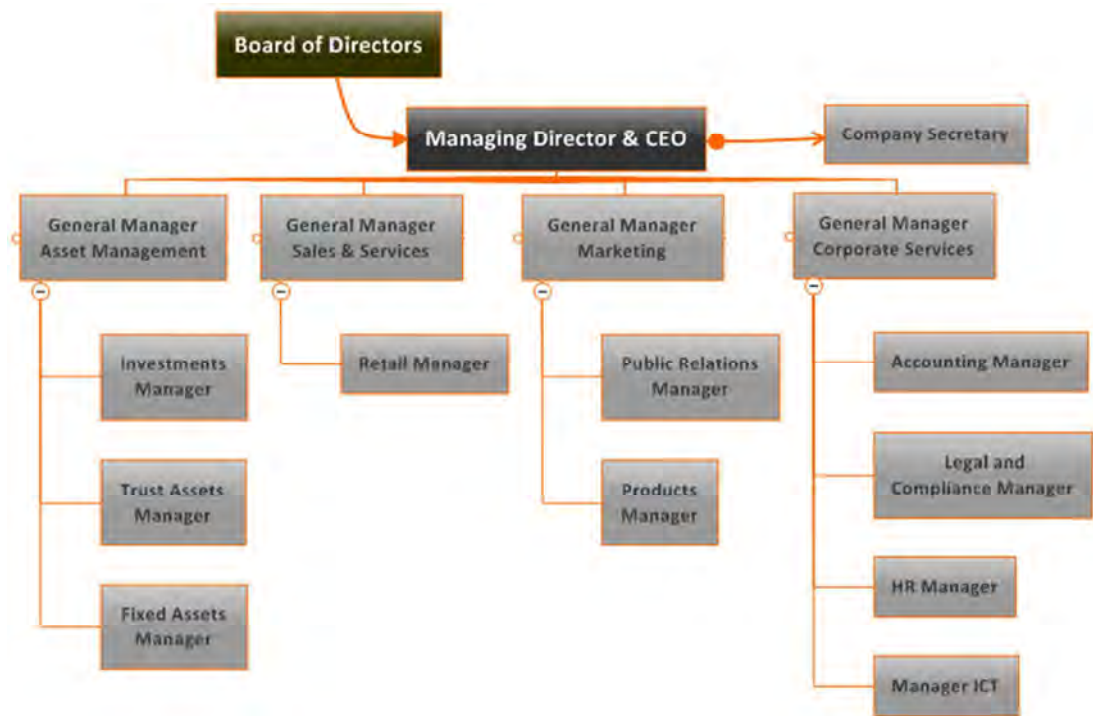 Board of Directors
Managing Director & CEO
Company Secretary
General Manager
Asset Management
General Manager
Sales & Services
General Manager
Marketing
General Manager
Corporate Services
Investments
Manager
Trust Assets
Manager
Fixed Assets
Manager
Retail Manager
Public Relations
Manager
Products
Manager
Accounting Manager
Legal and
Compliance Manager
HR Manager
Manager ICT